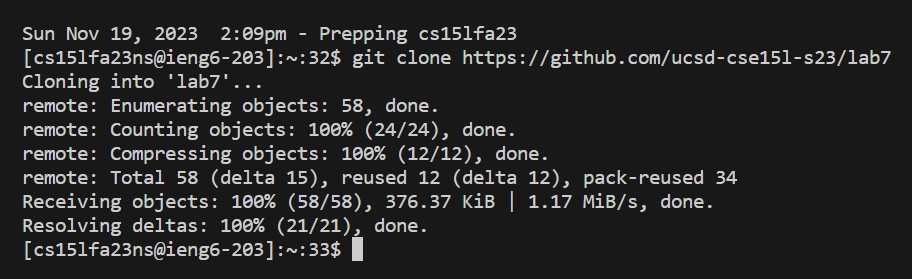 Sun Nov 19, 2023  2:09pm - Prepping cs15lfa23
[cs15lfa23ns@ieng6-203]:~:32$ git clone https://github.com/ucsd-cse15l-s23/lab7
Cloning into 'lab7'...
remote: Enumerating objects: 58, done.
remote: Counting objects: 100% (24/24), done.
remote: Compressing objects: 100% (12/12), done.
remote: Total 58 (delta 15), reused 12 (delta 12), pack-reused 34
Receiving objects: 100% (58/58), 376.37 KiB | 1.17 MiB/s, done.
Resolving deltas: 100% (21/21), done.
[cs15lfa23ns@ieng6-203]:~:33$